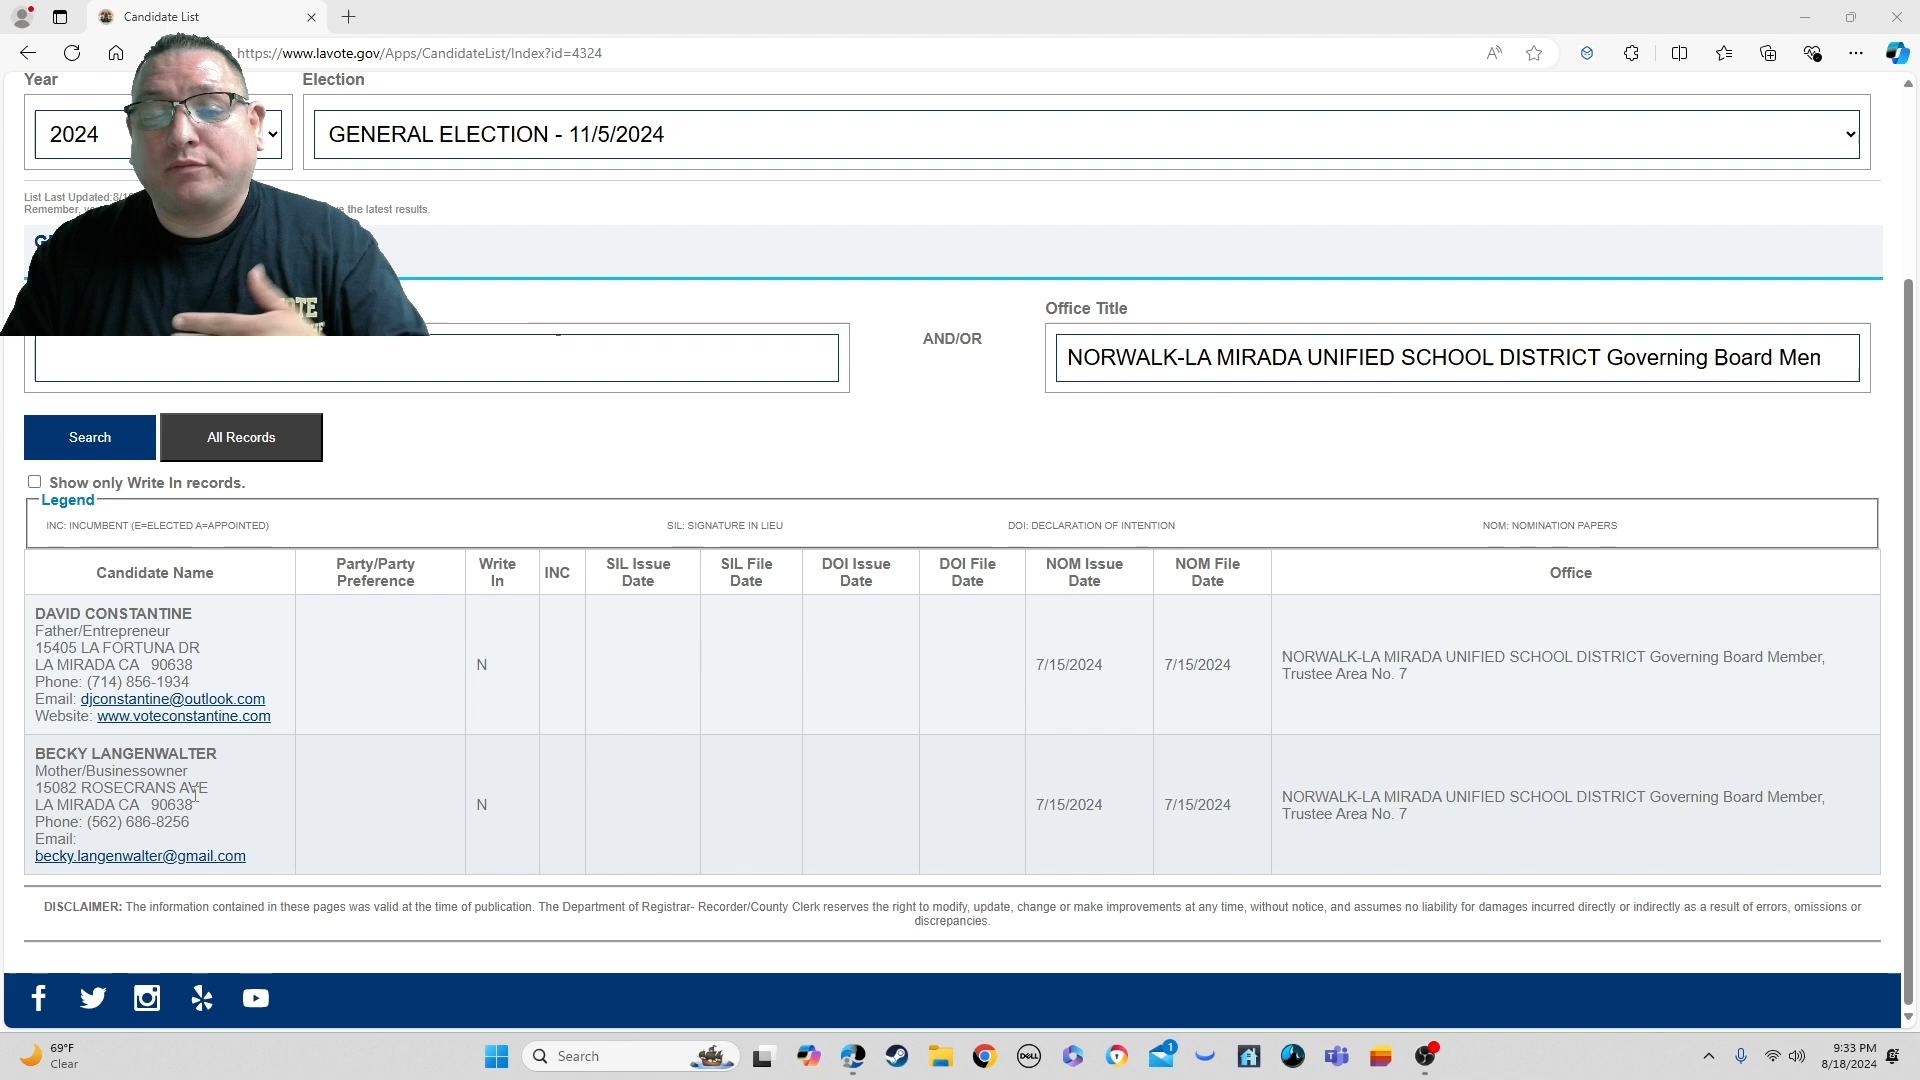 Candidate List
https://www.lavote.gov/Apps/CandidateList/Index?id=4324
Year
Election
2024
GENERAL ELECTION - 11/5/2024
List Last Updated:8/1
Remember,
the latest results.
Office Title
AND/OR
NORWALK-LA MIRADA UNIFIED SCHOOL DISTRICT Governing Board Men
Search
All Records
Show only Write In records.
Legend
INC: INCUMBENT (E=ELECTED A=APPOINTED)
SIL: SIGNATURE IN LIEU
DOI: DECLARATION OF INTENTION
NOM: NOMINATION PAPERS
Candidate Name
Party/Party
Preference
Write
In
INC
SIL Issue
Date
SIL File
Date
DOI Issue
Date
DOI File
Date
NOM Issue
Date
NOM File
Date
Office
DAVID CONSTANTINE
Father/Entrepreneur
15405 LA FORTUNA DR
LA MIRADA CA 90638
Phone: (714) 856-1934
Email: djconstantine@outlook.com
Website: www.voteconstantine.com
N
7/15/2024
7/15/2024
NORWALK-LA MIRADA UNIFIED SCHOOL DISTRICT Governing Board Member,
Trustee Area No. 7
BECKY LANGENWALTER
Mother/Businessowner
15082 ROSECRANS AVE
LA MIRADA CA 90638
Phone: (562) 686-8256
Email:
becky.langenwalter@gmail.com
N
7/15/2024
7/15/2024
NORWALK-LA MIRADA UNIFIED SCHOOL DISTRICT Governing Board Member,
Trustee Area No. 7
DISCLAIMER: The information contained in these pages was valid at the time of publication. The Department of Registrar- Recorder/County Clerk reserves the right to modify, update, change or make improvements at any time, without notice, and assumes no liability for damages incurred directly or indirectly as a result of errors, omissions or
discrepancies.
69°F
Clear
Search
DELL
1
9:33 PM
8/18/2024